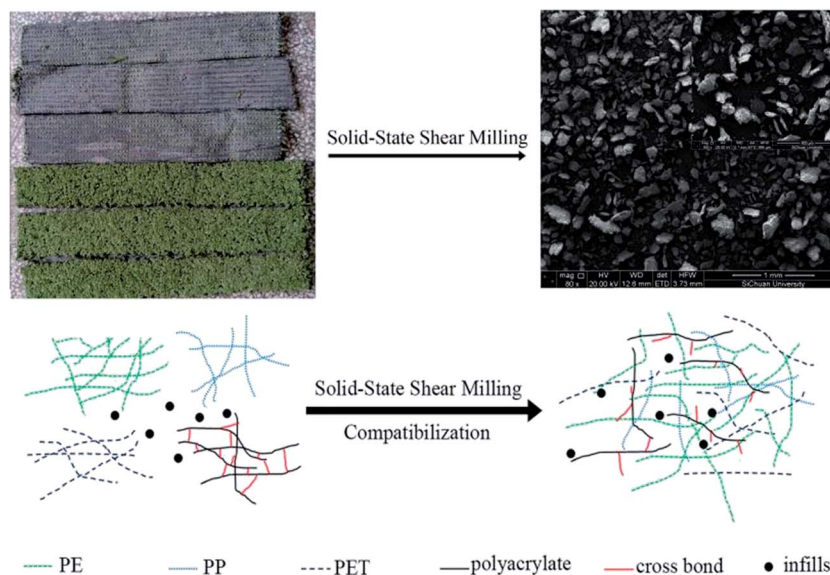 Solid-State Shear Milling
mag HV WD det HFW 1 mm
80 x 20.00 kV 12.6 mm ETD 3.73 mm SiChuan University
Solid-State Shear Milling
Compatibilization
PE PP PET polyacrylate cross bond infills